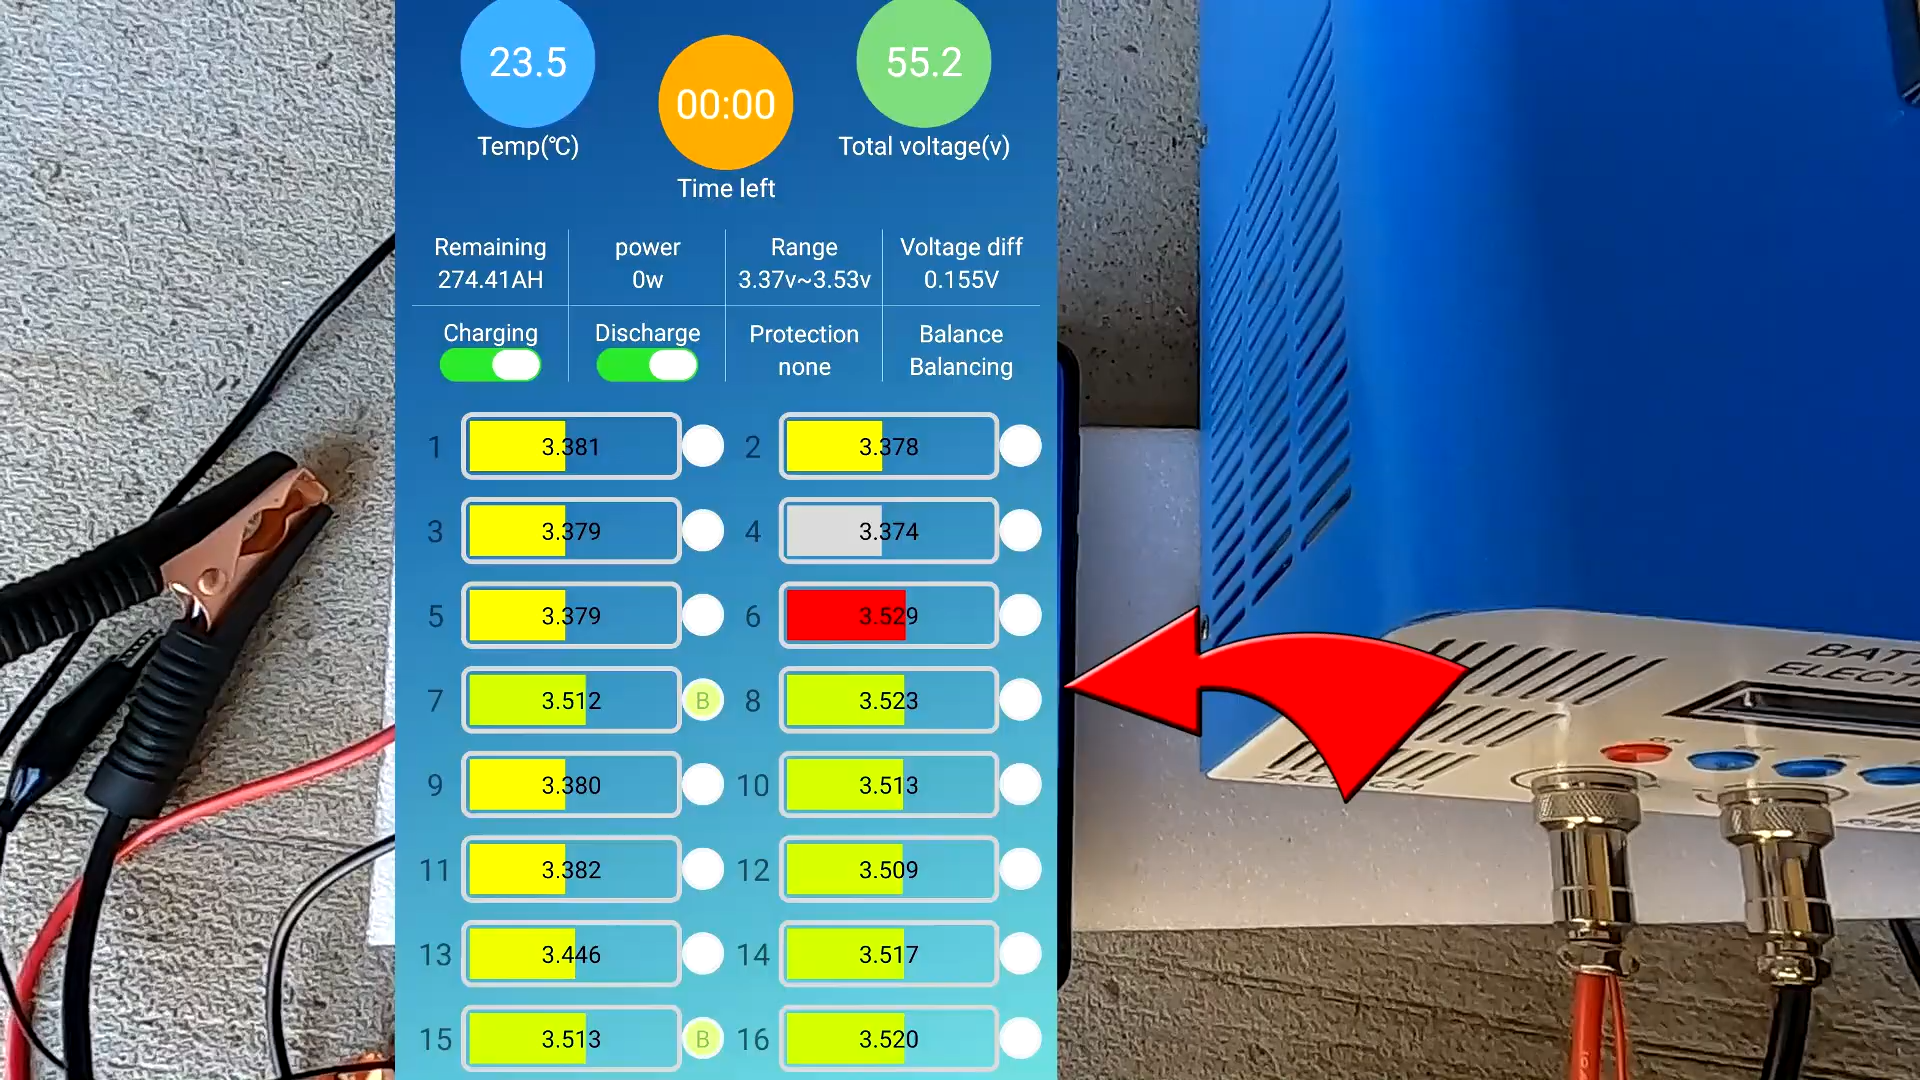 23.5
00:00
55.2
Temp(℃)
Time left
Total voltage(v)
Remaining
274.41AH
power
0w
Range
3.37v~3.53v
Voltage diff
0.155V
Charging
Discharge
Protection
none
Balance
Balancing
1 3.381 2 3.378
3 3.379 4 3.374
5 3.379 6 3.529
7 3.512 B 8 3.523
9 3.380 10 3.513
11 3.382 12 3.509
13 3.446 14 3.517
15 3.513 B 16 3.520
BATT
ELECT